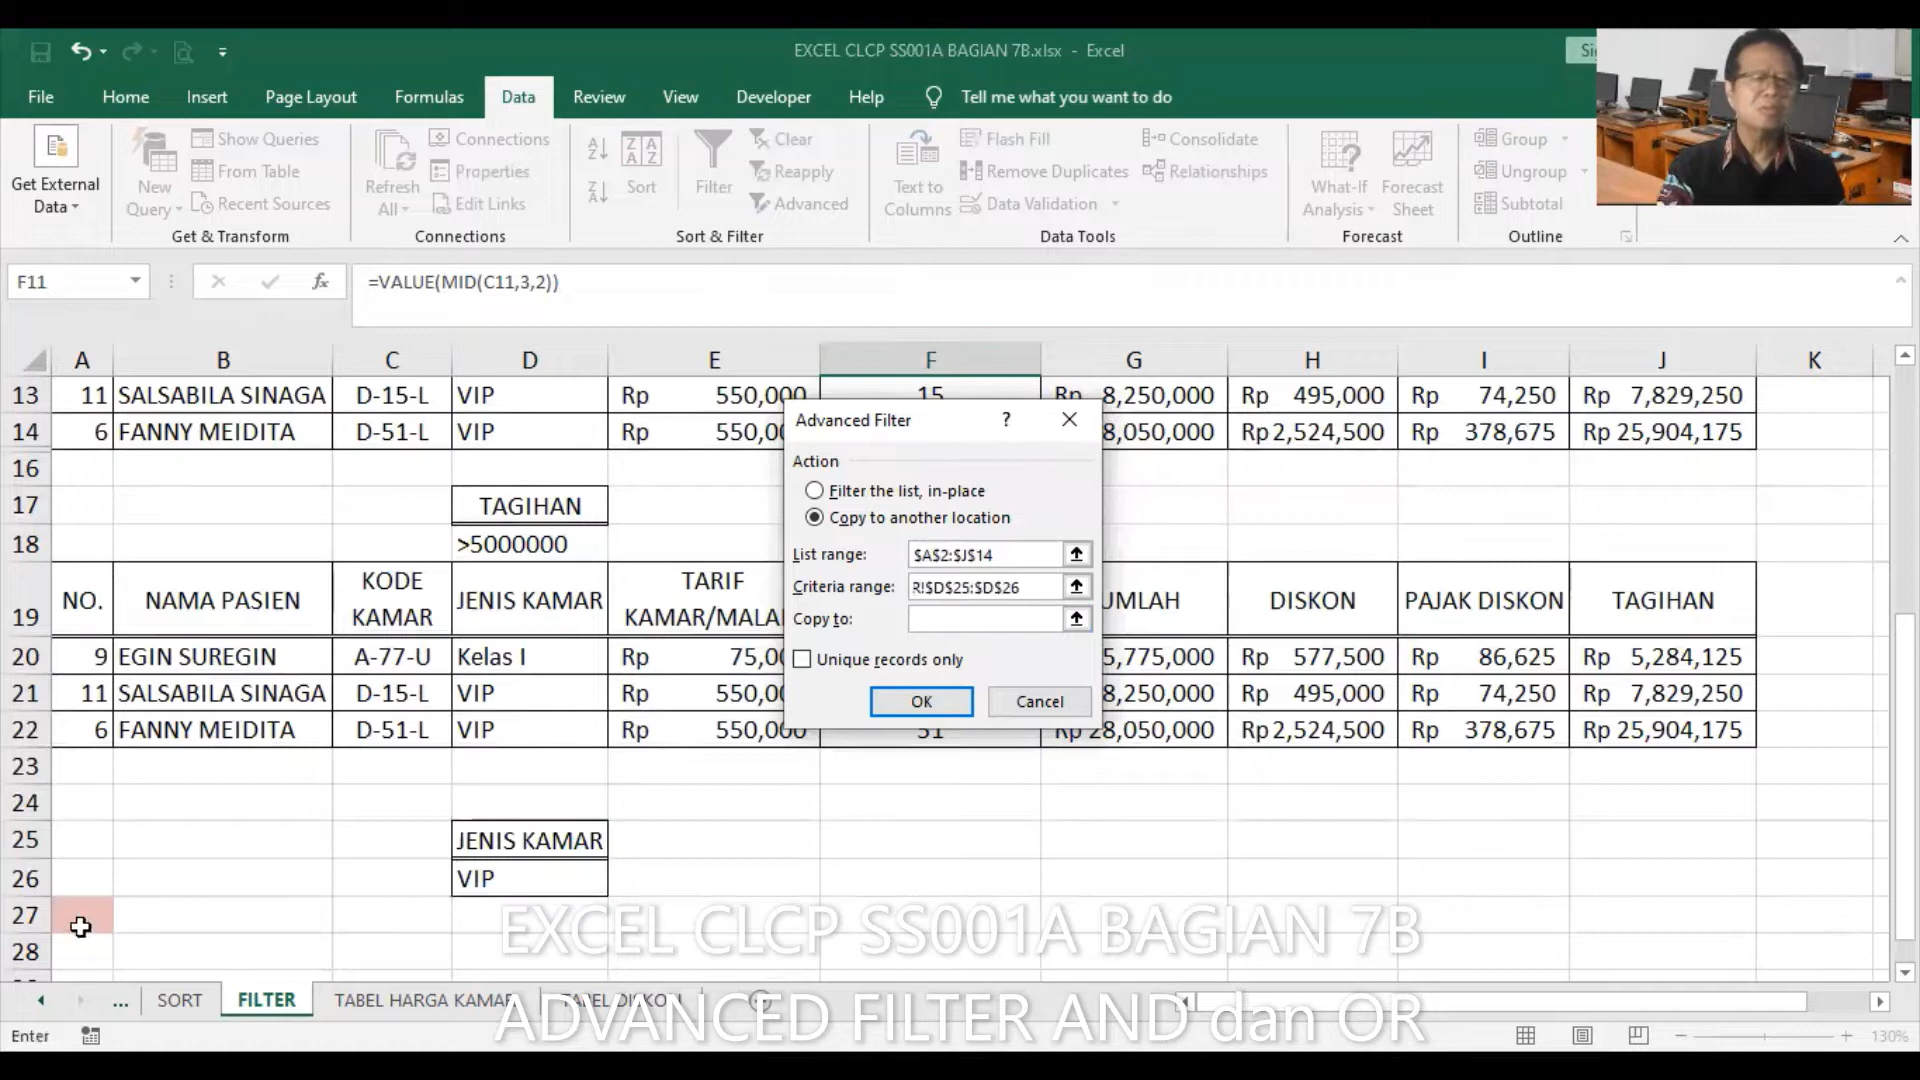 EXCEL CLCP SS001A BAGIAN 7B.xlsx - Excel
File Home Insert Page Layout Formulas Data Review View Developer Help Tell me what you want to do
Get External Data
New Query
Show Queries
From Table
Recent Sources
Get & Transform
Refresh All
Connections
Properties
Edit Links
Connections
Sort
Filter
Clear
Reapply
Advanced
Sort & Filter
Text to Columns
Flash Fill
Remove Duplicates
Data Validation
Consolidate
Relationships
Data Tools
What-If Analysis
Forecast Sheet
Forecast
Group
Ungroup
Subtotal
Outline
F11 fx =VALUE(MID(C11,3,2))
A B C D E F G H I J K
13 11 SALSABILA SINAGA D-15-L VIP Rp 550,000 15 Rp 8,250,000 Rp 495,000 Rp 74,250 Rp 7,829,250
14 6 FANNY MEIDITA D-51-L VIP Rp 8,050,000 Rp 2,524,500 Rp 378,675 Rp 25,904,175
16
17 TAGIHAN
18 >5000000
19 NO. NAMA PASIEN KODE KAMAR JENIS KAMAR TARIF DISKON PAJAK DISKON TAGIHAN
20 9 EGIN SUREGIN A-77-U Kelas I Rp 5,775,000 Rp 577,500 Rp 86,625 Rp 5,284,125
21 11 SALSABILA SINAGA D-15-L VIP Rp 8,250,000 Rp 495,000 Rp 74,250 Rp 7,829,250
22 6 FANNY MEIDITA D-51-L VIP Rp 550,000 51 Rp 28,050,000 Rp 2,524,500 Rp 378,675 Rp 25,904,175
23
24
25 JENIS KAMAR
26 VIP
27
28
Advanced Filter ?
Action
Filter the list, in-place
Copy to another location
List range: $A$2:$J$14
Criteria range: R!$D$25:$D$26
Copy to:
Unique records only
OK Cancel
EXCEL CLCP SS001A BAGIAN 7B
... SORT FILTER TABEL HARGA KAMAR TABEL DISKON
ADVANCED FILTER AND dan OR
Enter 130%